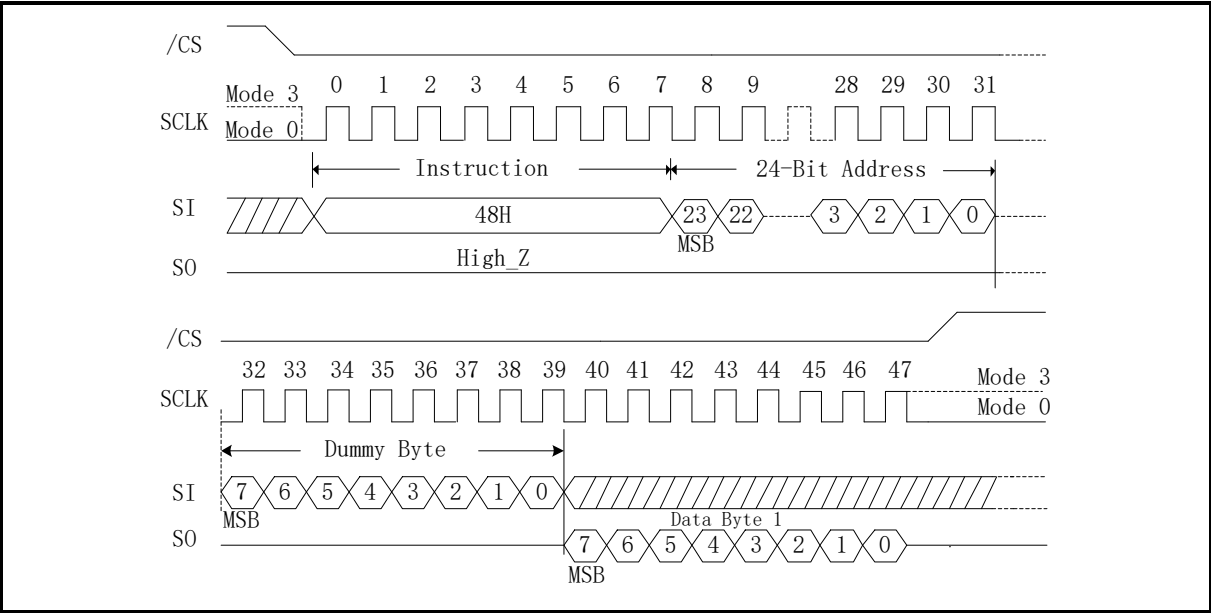 /CS
0 1 2 3 4 5 6 7 8 9 28 29 30 31
Mode 3
SCLK
Mode 0
Instruction 24-Bit Address
SI 48H 23 22 3 2 1 0
MSB
High_Z
SO
/CS
32 33 34 35 36 37 38 39 40 41 42 43 44 45 46 47
Mode 3
SCLK
Mode 0
Dummy Byte
SI 7 6 5 4 3 2 1 0
MSB
Data Byte 1
SO 7 6 5 4 3 2 1 0
MSB